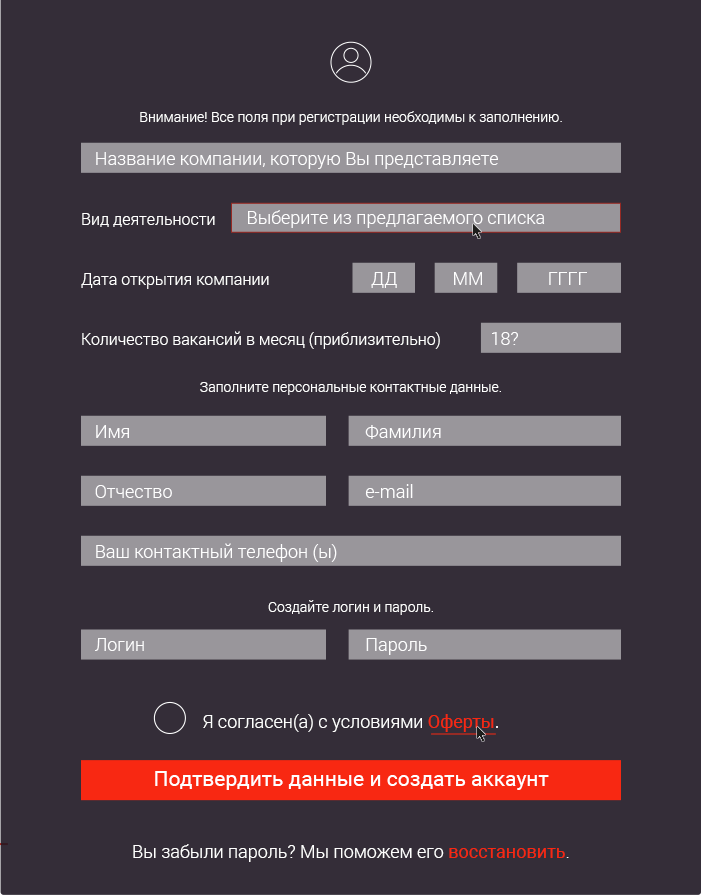 Внимание! Все поля при регистрации необходимы к заполнению.
Название компании, которую Вы представляете
Вид деятельности Выберите из предлагаемого списка
Дата открытия компании ДД ММ ГГГГ
Количество вакансий в месяц (приблизительно) 18?
Заполните персональные контактные данные.
Имя Фамилия
Отчество e-mail
Ваш контактный телефон (ы)
Создайте логин и пароль.
Логин Пароль
Я согласен(а) с условиями Оферты.
Подтвердить данные и создать аккаунт
Вы забыли пароль? Мы поможем его восстановить.